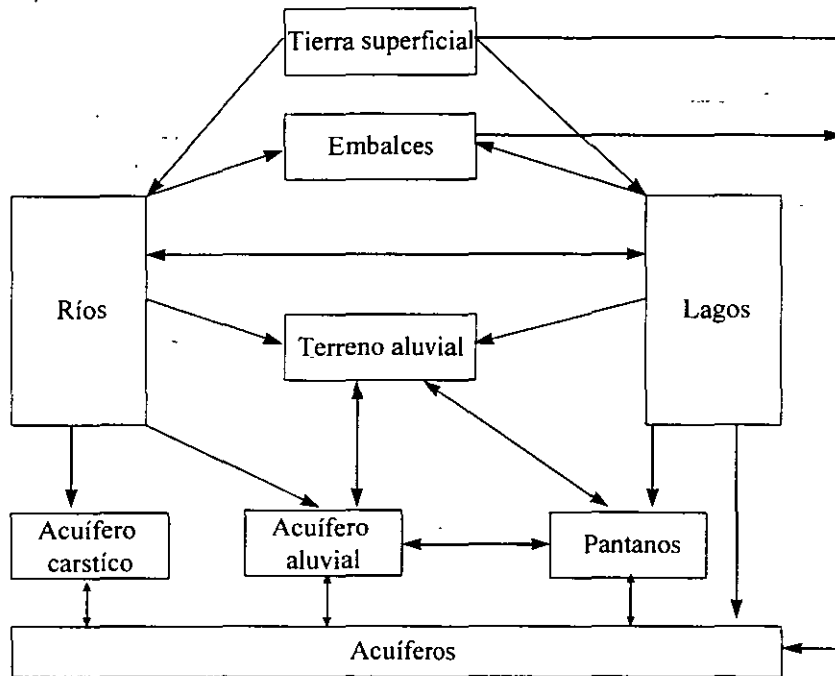 Tierra superficial
Embalces
Ríos
Lagos
Terreno aluvial
Acuífero
carstíco
Acuífero
aluvial
Pantanos
Acuíferos